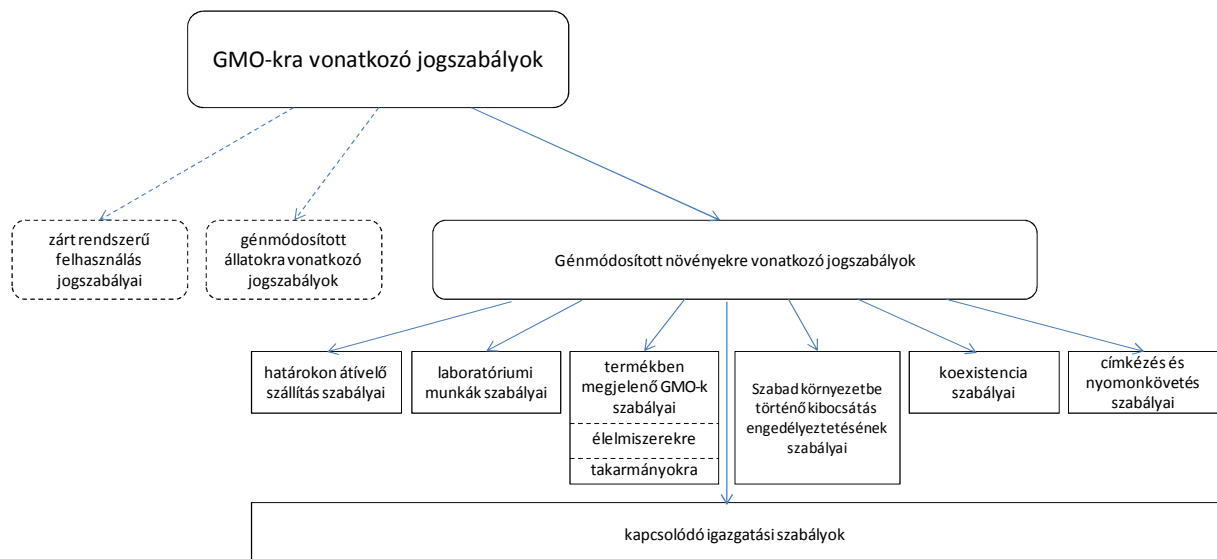 GMO-kra vonatkozó jogszabályok
zárt rendszerű
felhasználás
jogszabályai
génmódosított
állatokra vonatkozó
jogszabályok
Génmódosított növényekre vonatkozó jogszabályok
határokon átívelő
szállítás szabályai
laboratóriumi
munkák szabályai
termékben
megjelenő GMO-k
szabályai
élelmiszerekre
takarmányokra
Szabad környezetbe
történő kibocsátás
engedélyeztetésének
szabályai
koexistencia
szabályai
címkézés és
nyomonkövetés
szabályai
kapcsolódó igazgatási szabályok